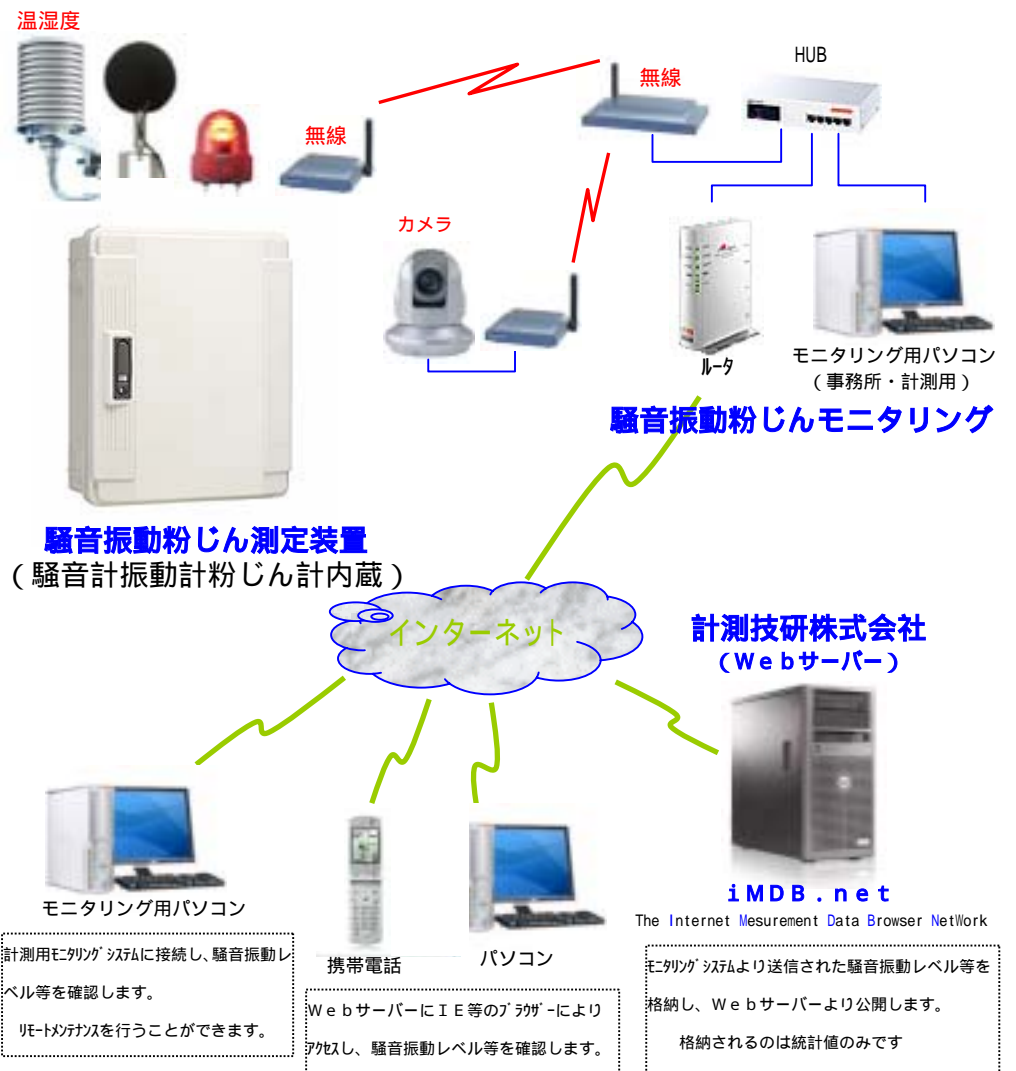 温湿度
HUB
無線
無線
カメラ
ルータ
モニタリング用パソコン
(事務所・計測用)
騒音振動粉じんモニタリング
騒音振動粉じん測定装置
(騒音計振動計粉じん計内蔵)
インターネット
計測技研株式会社
(Webサーバー)
iMDB.net
The Internet Mesurement Data Browser NetWork
モニタリング用パソコン
携帯電話
パソコン
計測用モニタリングシステムに接続し、騒音振動レ
ベル等を確認します。
リモートメンテナンスを行うことができます。
WebサーバーにIE等のブラウザーにより
アクセスし、騒音振動レベル等を確認します。
モニタリングシステムより送信された騒音振動レベル等を
格納し、Webサーバーより公開します。
格納されるのは統計値のみです